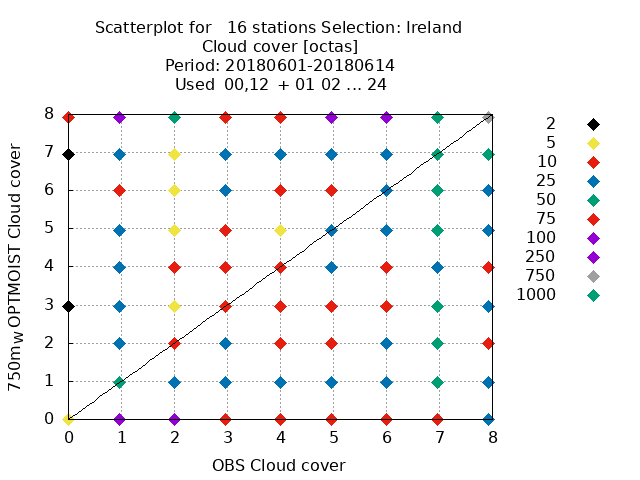 Scatterplot for 16 stations Selection: Ireland
Cloud cover [octas]
Period: 20180601-20180614
Used 00,12 + 01 02 ... 24
750mw OPTMOIST Cloud cover
8
7
6
5
4
3
2
1
0
0 1 2 3 4 5 6 7 8
OBS Cloud cover
2
5
10
25
50
75
100
250
750
1000